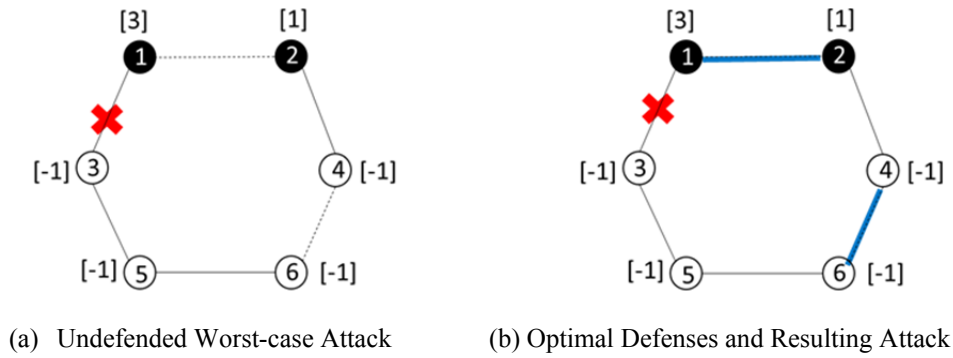 [3] [1] [3] [1]
1 2 1 2
[-1] 3 4 [-1] [-1] 3 4 [-1]
[-1] 5 6 [-1] [-1] 5 6 [-1]
(a) Undefended Worst-case Attack (b) Optimal Defenses and Resulting Attack